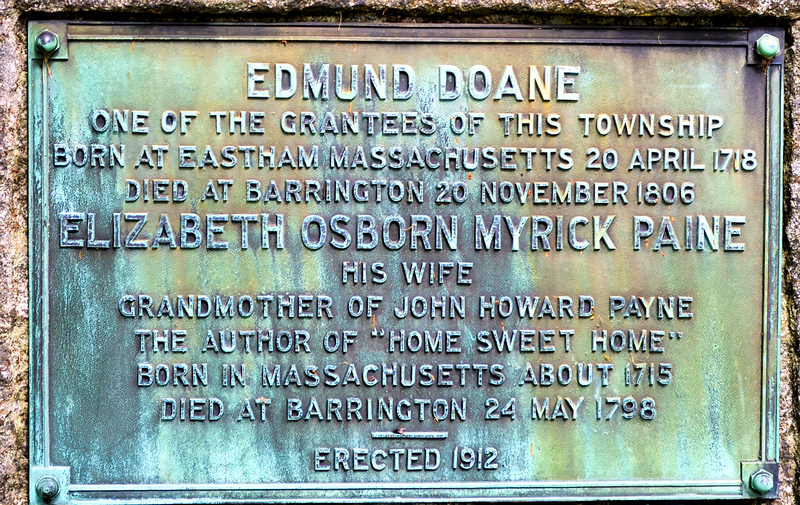 EDMUND DOANE
ONE OF THE GRANTEES OF THIS TOWNSHIP
BORN AT EASTHAM MASSACHUSETTS 20 APRIL 1718
DIED AT BARRINGTON 20 NOVEMBER 1806
ELIZABETH OSBORN MYRICK PAINE
HIS WIFE
GRANDMOTHER OF JOHN HOWARD PAYNE
THE AUTHOR OF "HOME SWEET HOME"
BORN IN MASSACHUSETTS ABOUT 1715
DIED AT BARRINGTON 24 MAY 1798
ERECTED 1912